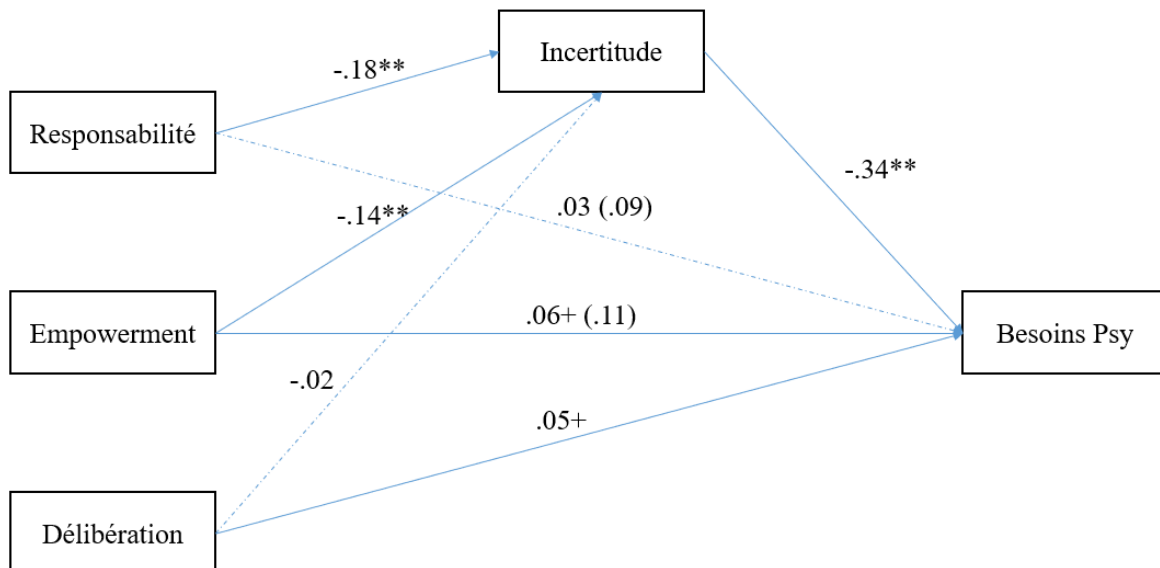 Incertitude
-.18**
Responsabilité
-.34**
-.14**
.03 (.09)
Empowerment
.06+ (.11)
Besoins Psy
-.02
.05+
Délibération